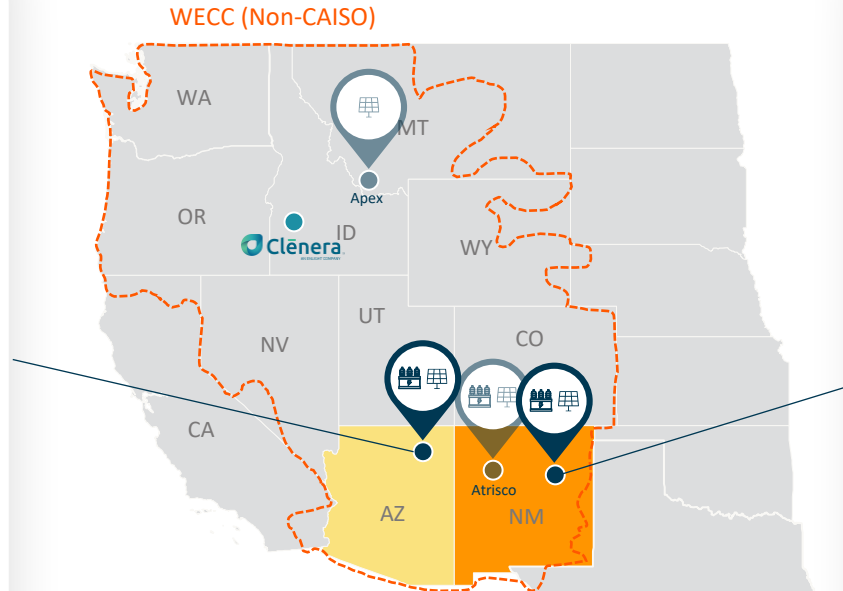 WECC (Non-CAISO)
WA
MT
Apex
OR
ID
Clēnera
WY
UT
NV
CO
CA
Atrisco
AZ
NM